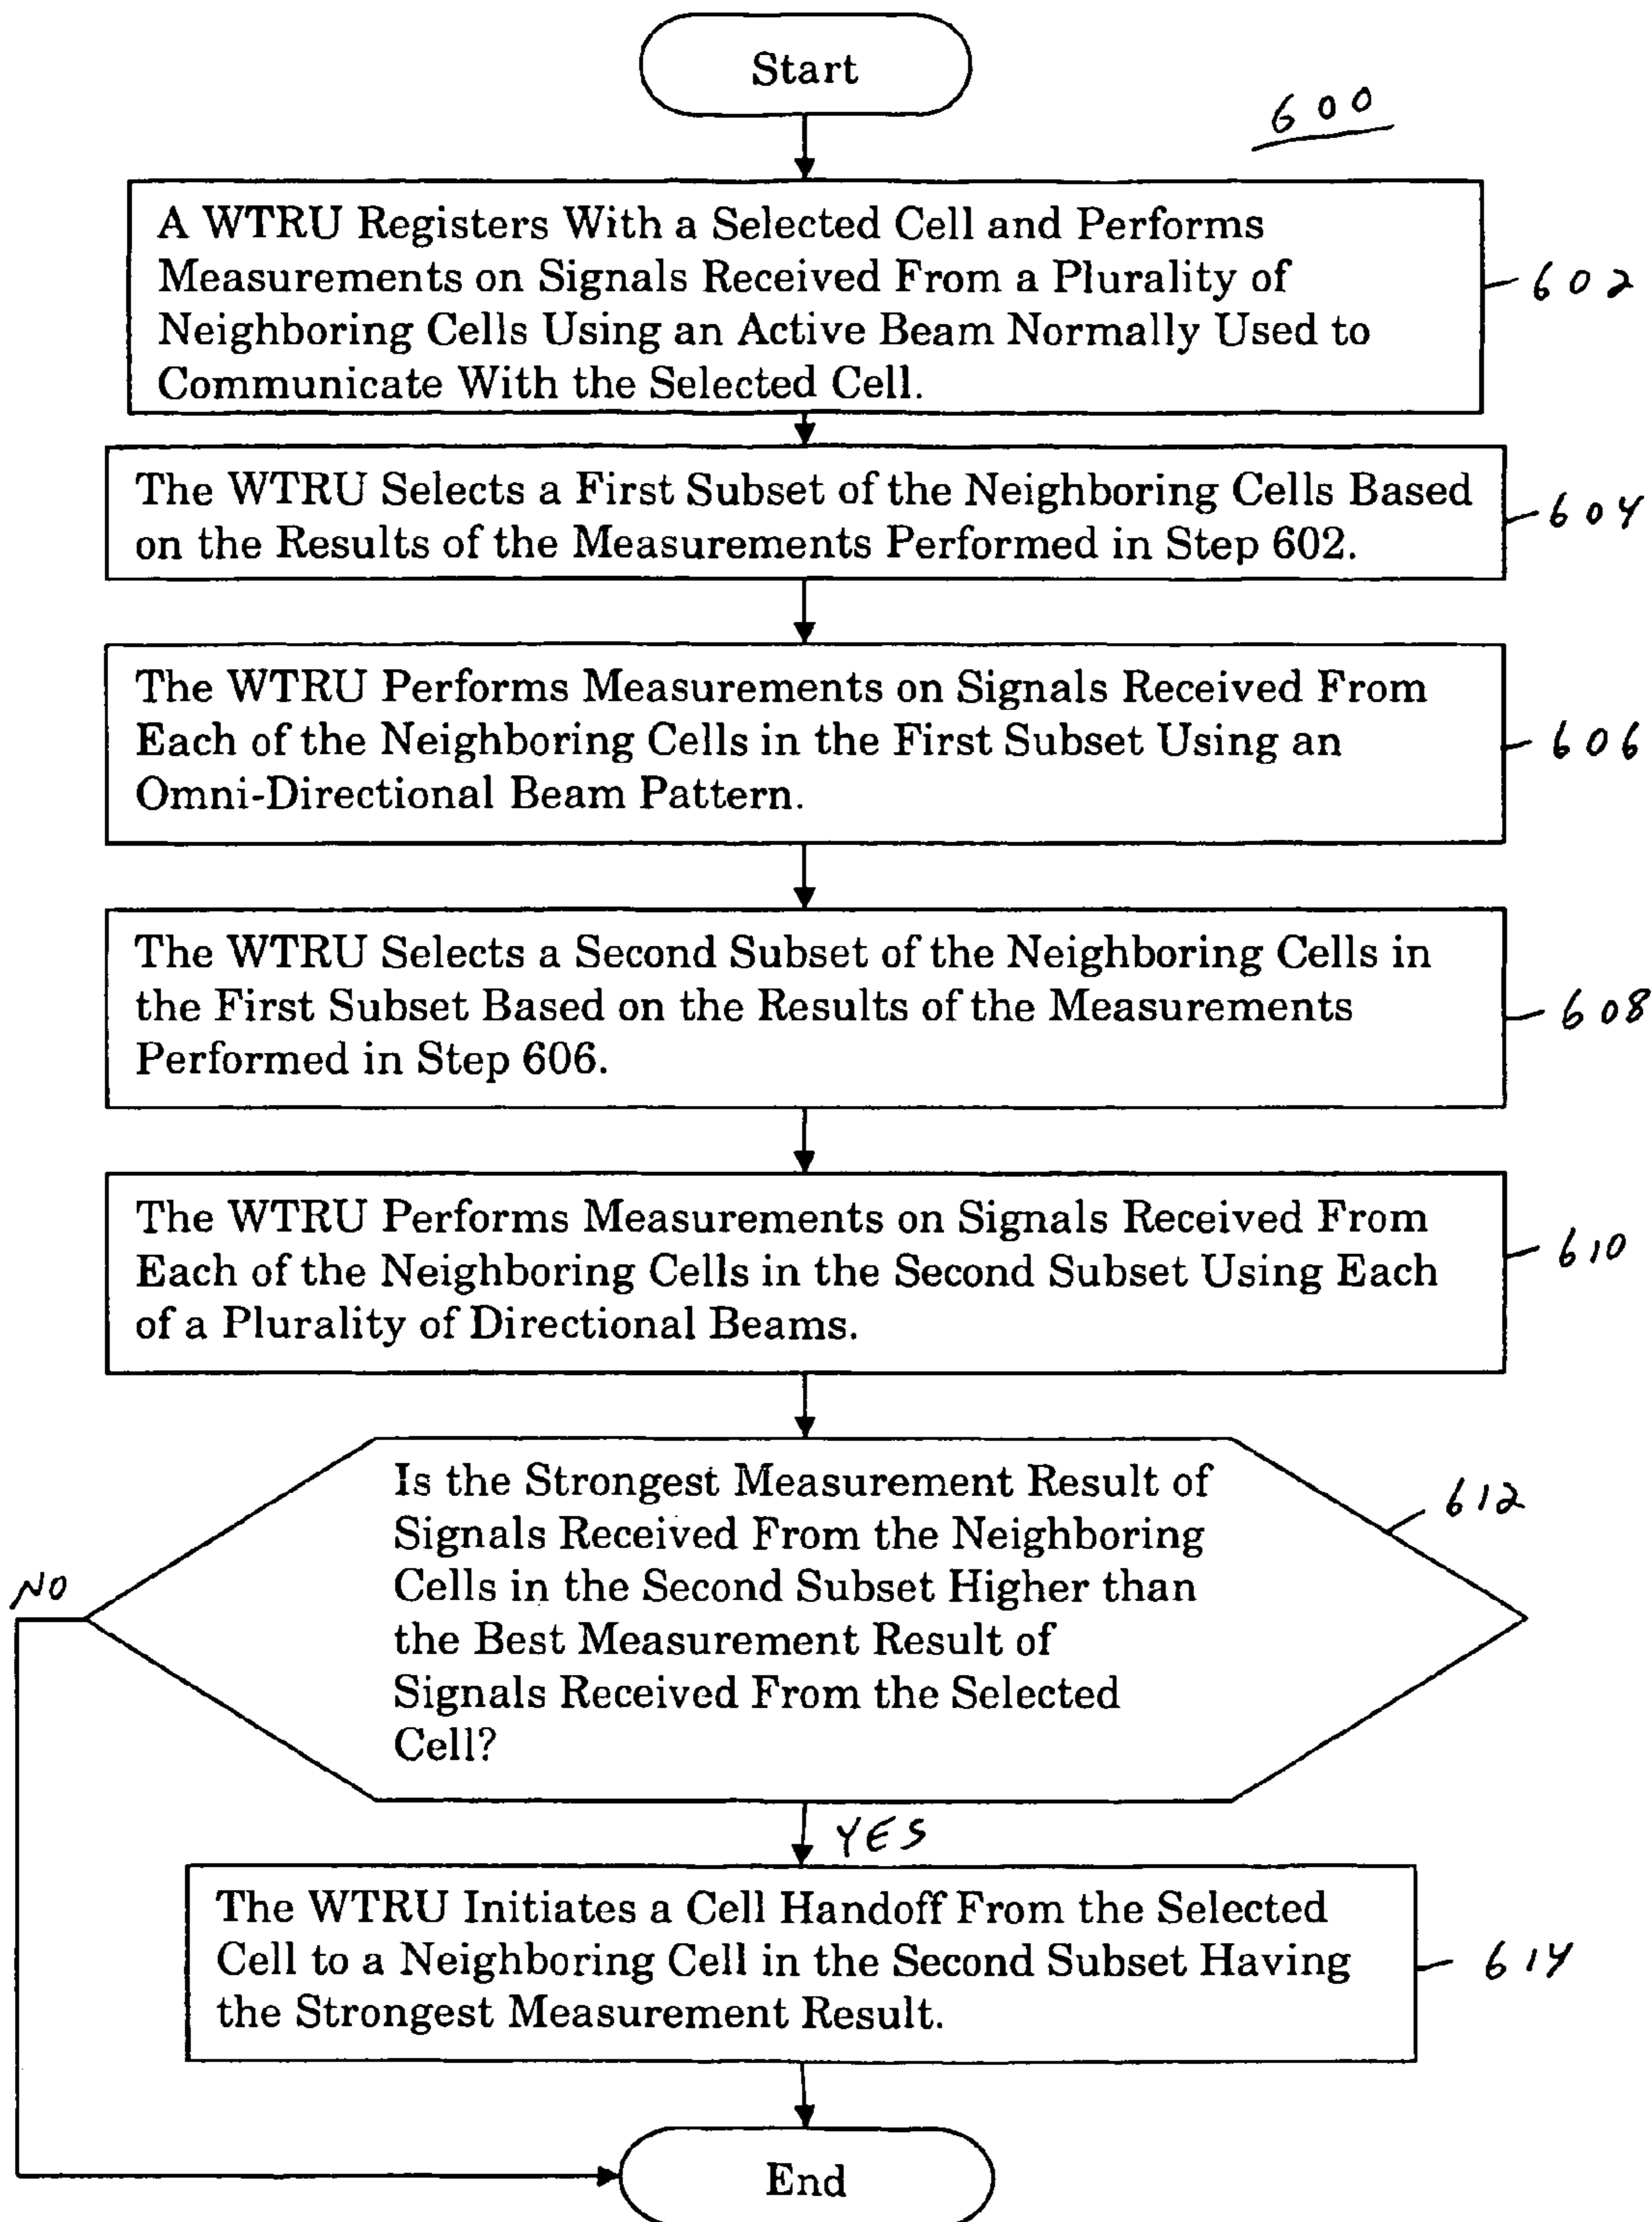 Start
600
A WTRU Registers With a Selected Cell and Performs
Measurements on Signals Received From a Plurality of
Neighboring Cells Using an Active Beam Normally Used to
Communicate With the Selected Cell.
602
The WTRU Selects a First Subset of the Neighboring Cells Based
on the Results of the Measurements Performed in Step 602.
604
The WTRU Performs Measurements on Signals Received From
Each of the Neighboring Cells in the First Subset Using an
Omni-Directional Beam Pattern.
606
The WTRU Selects a Second Subset of the Neighboring Cells in
the First Subset Based on the Results of the Measurements
Performed in Step 606.
608
The WTRU Performs Measurements on Signals Received From
Each of the Neighboring Cells in the Second Subset Using Each
of a Plurality of Directional Beams.
610
Is the Strongest Measurement Result of
Signals Received From the Neighboring
Cells in the Second Subset Higher than
the Best Measurement Result of
Signals Received From the Selected
Cell?
612
NO
YES
The WTRU Initiates a Cell Handoff From the Selected
Cell to a Neighboring Cell in the Second Subset Having
the Strongest Measurement Result.
614
End